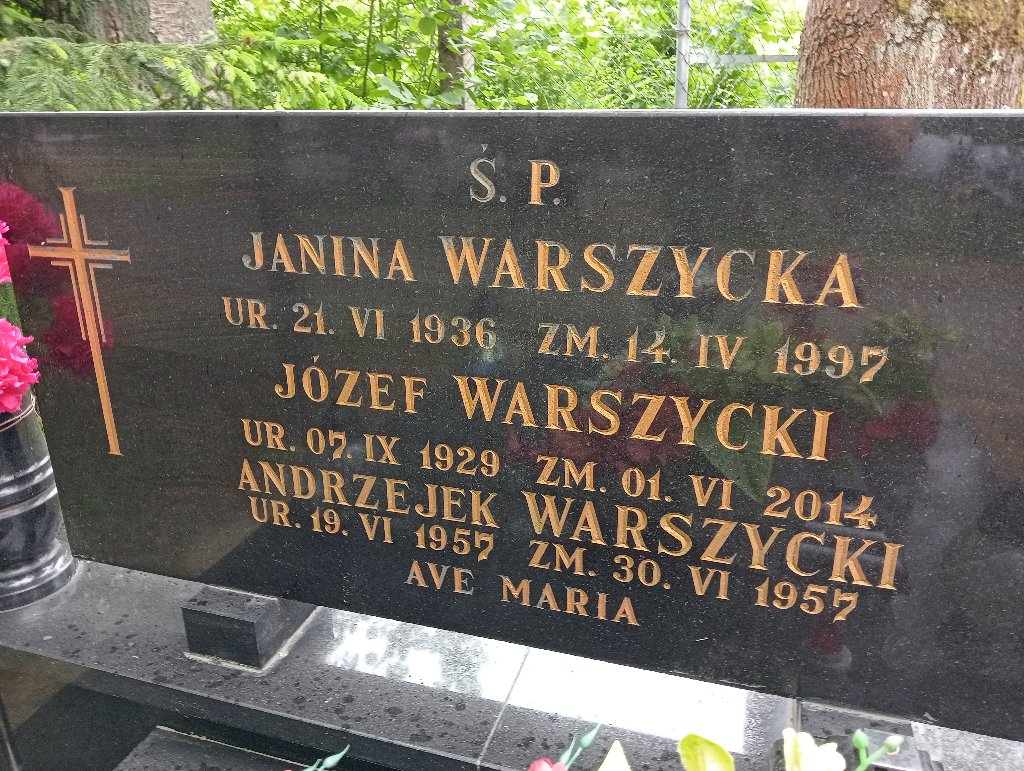 Ś. P.
JANINA WARSZYCKA
UR. 21. VI 1936 ZM. 14. IV 1997
JÓZEF WARSZYCKI
UR. 07. IX 1929 ZM. 01. VI 2014
ANDRZEJEK WARSZYCKI
UR. 19. VI 1957 ZM. 30. VI 1957
AVE MARIA